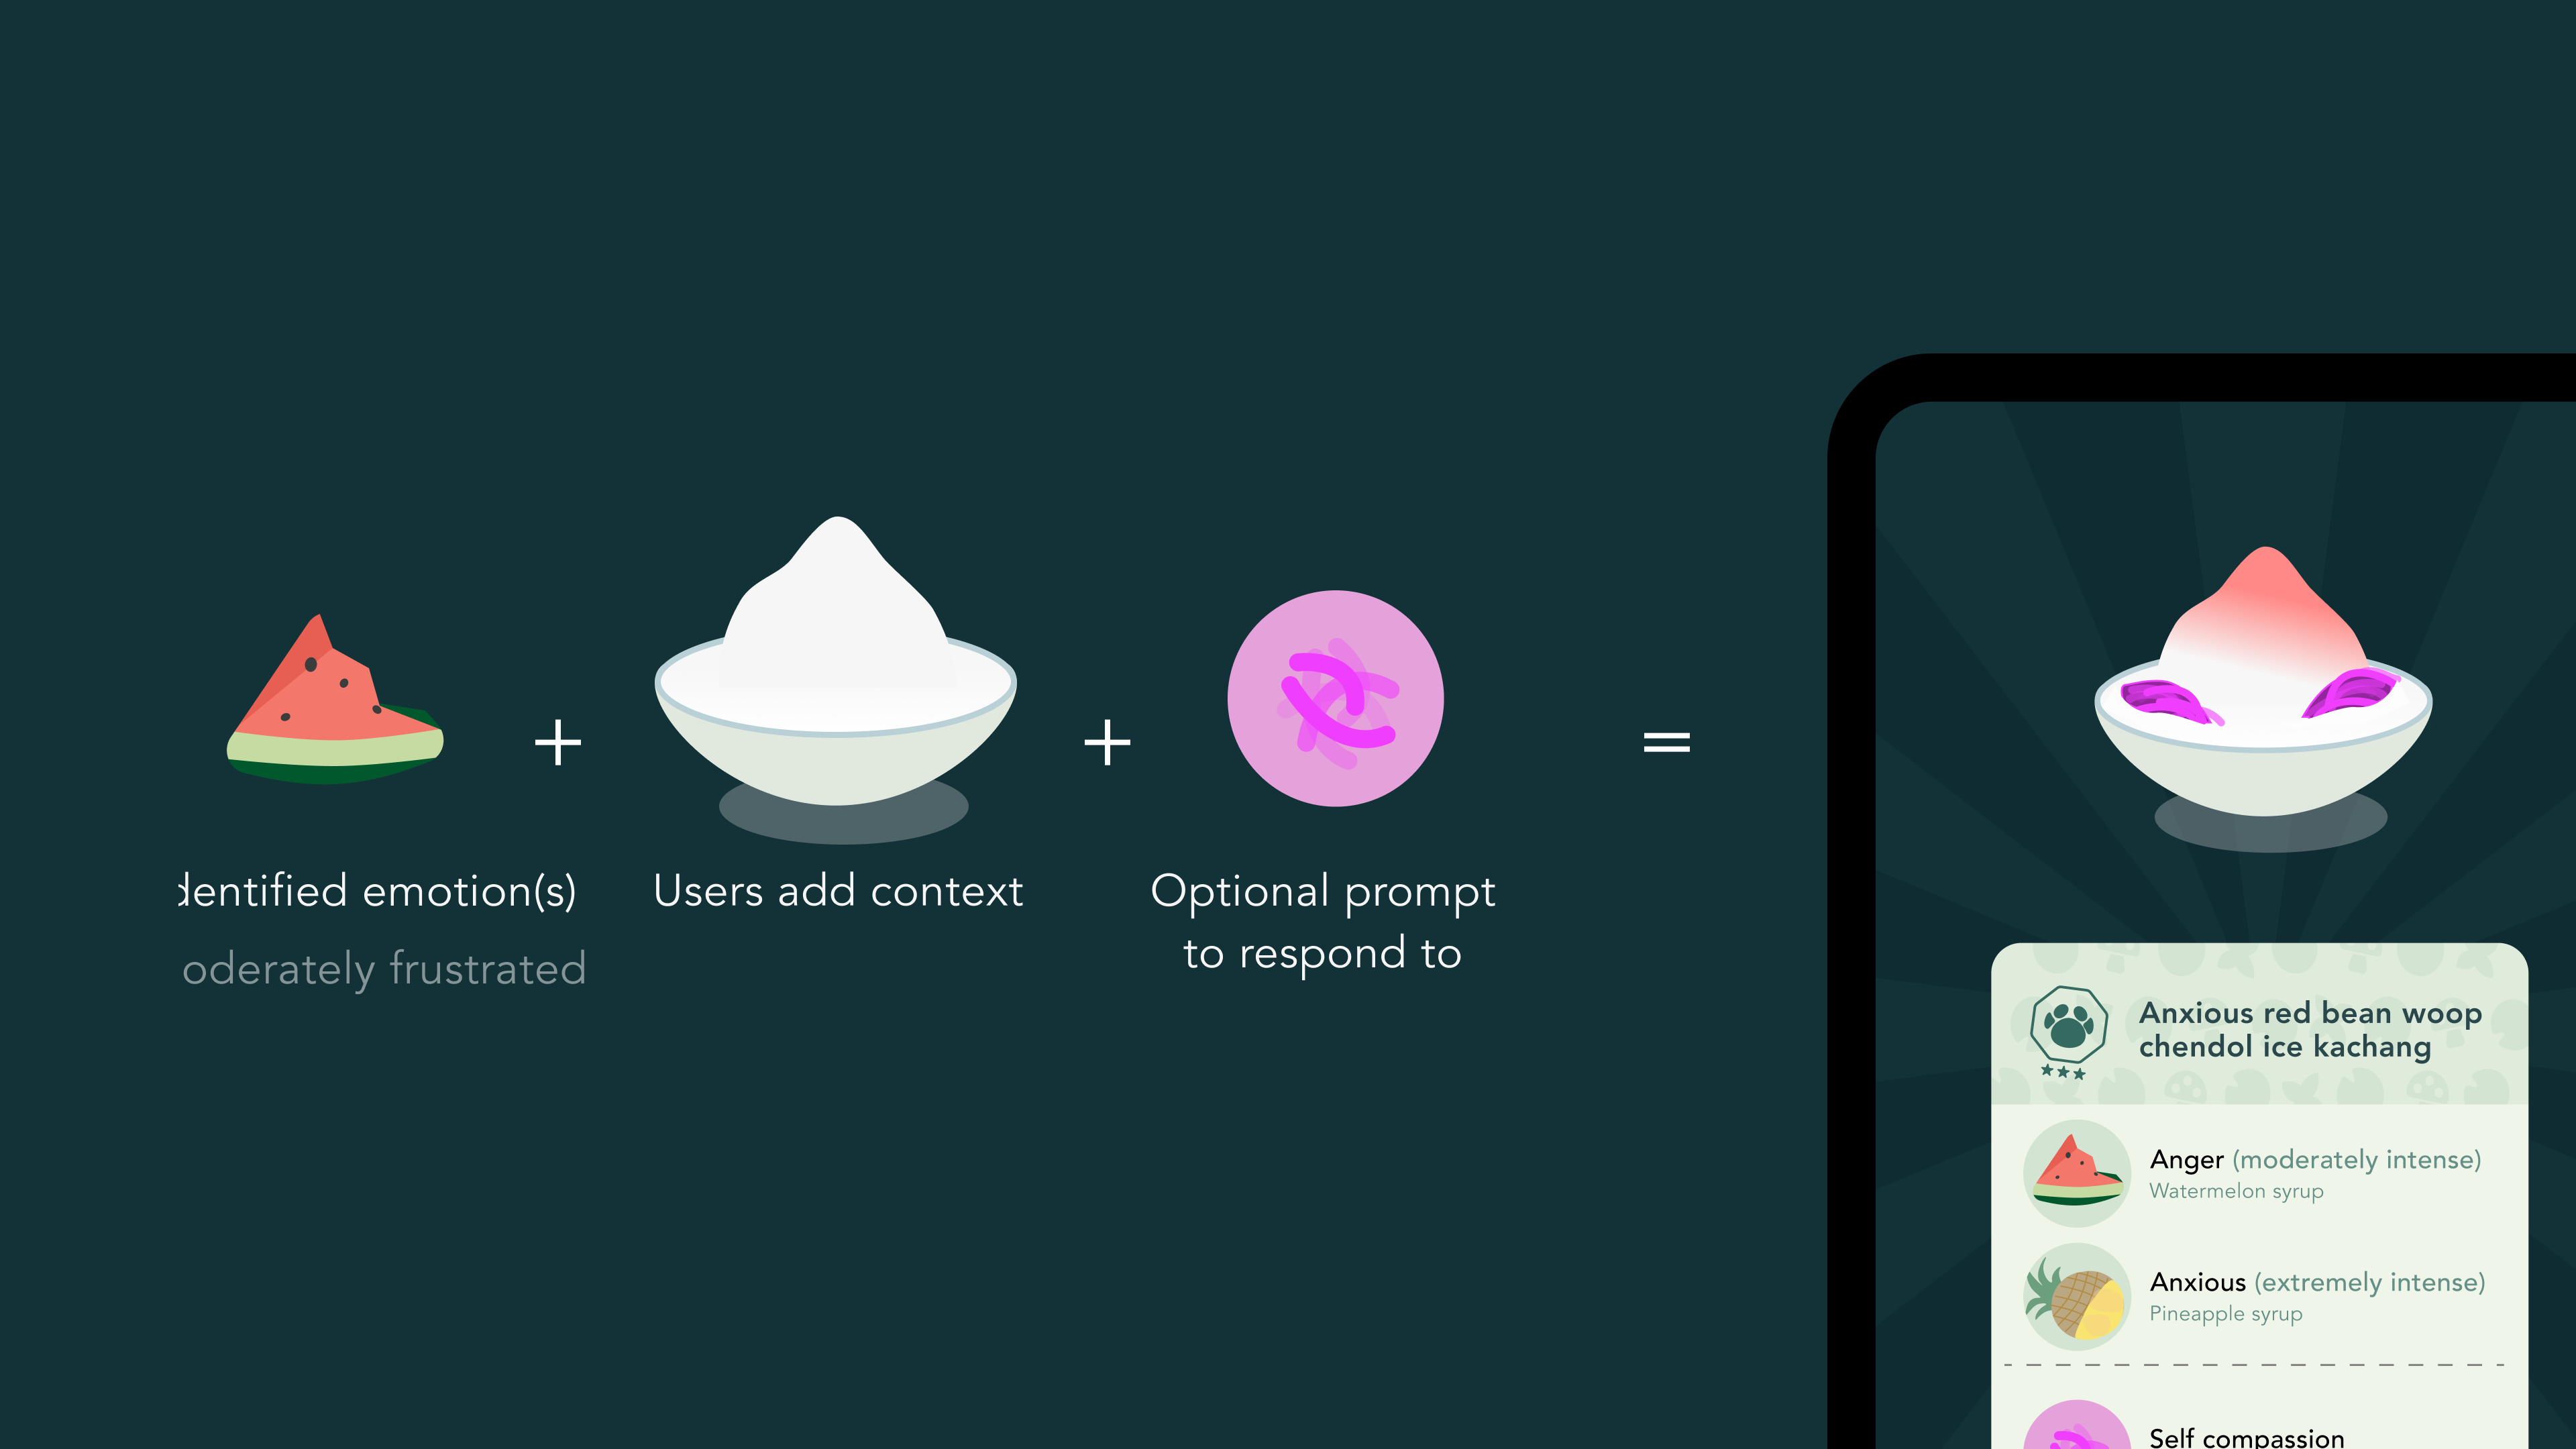 dentified emotion(s)
oderately frustrated
+
Users add context
+
Optional prompt
to respond to
=
Anxious red bean woop
chendol ice kachang
Anger (moderately intense)
Watermelon syrup
Anxious (extremely intense)
Pineapple syrup
Self compassion